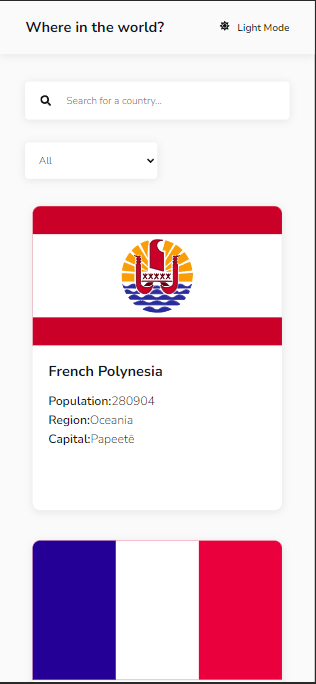 Where in the world?
Light Mode
Search for a country...
All
French Polynesia
Population:280904
Region:Oceania
Capital:Papeetē